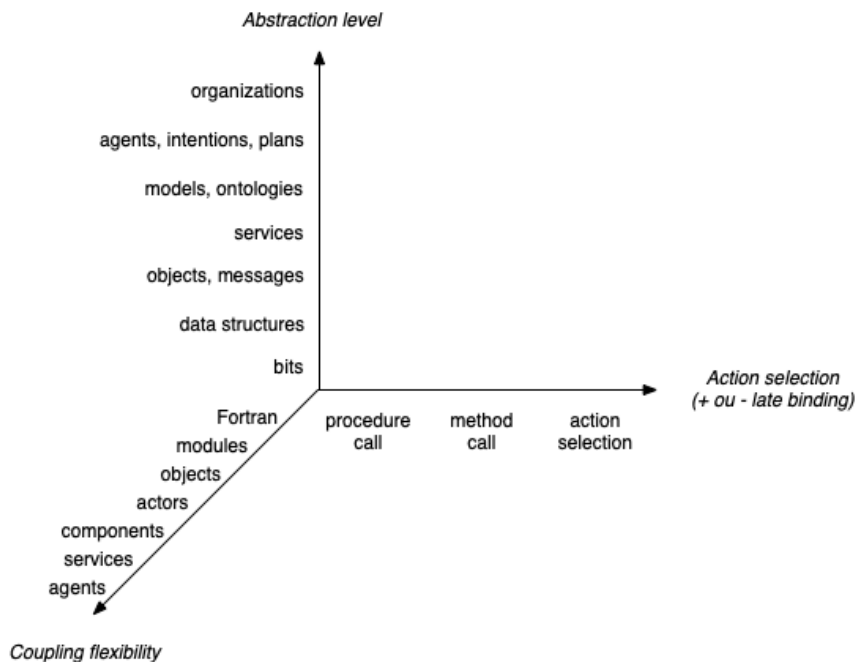 Abstraction level
organizations
agents, intentions, plans
models, ontologies
services
objects, messages
data structures
bits
Action selection
(+ ou - late binding)
procedure
call
method
call
action
selection
Fortran
modules
objects
actors
components
services
agents
Coupling flexibility